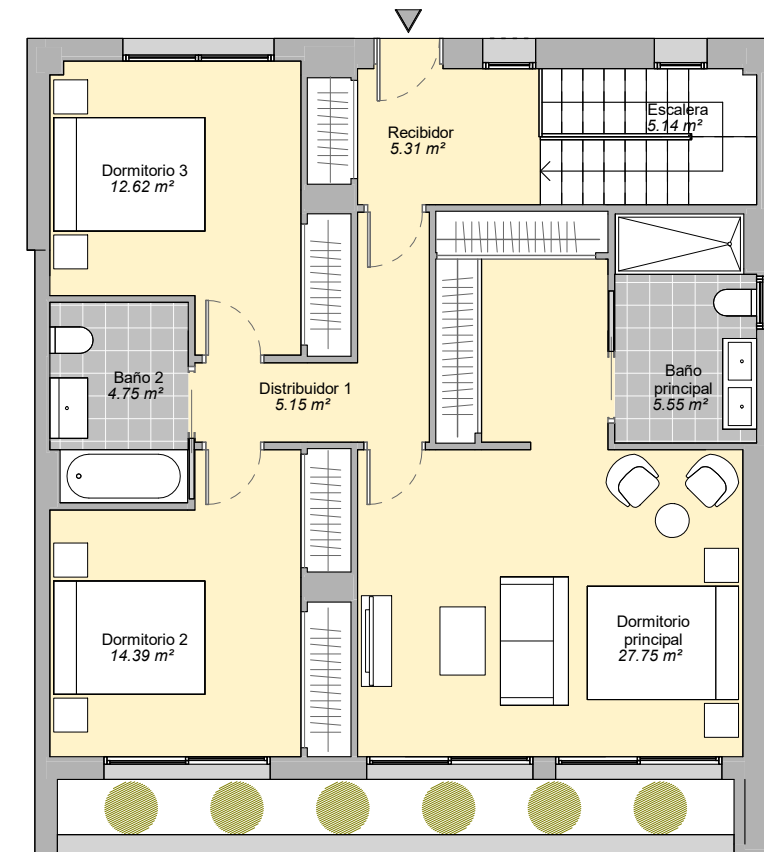 Escalera
5.14 m²
Recibidor
5.31 m²
Dormitorio 3
12.62 m²
Baño 2
4.75 m²
Distribuidor 1
5.15 m²
Baño
principal
5.55 m²
Dormitorio 2
14.39 m²
Dormitorio
principal
27.75 m²